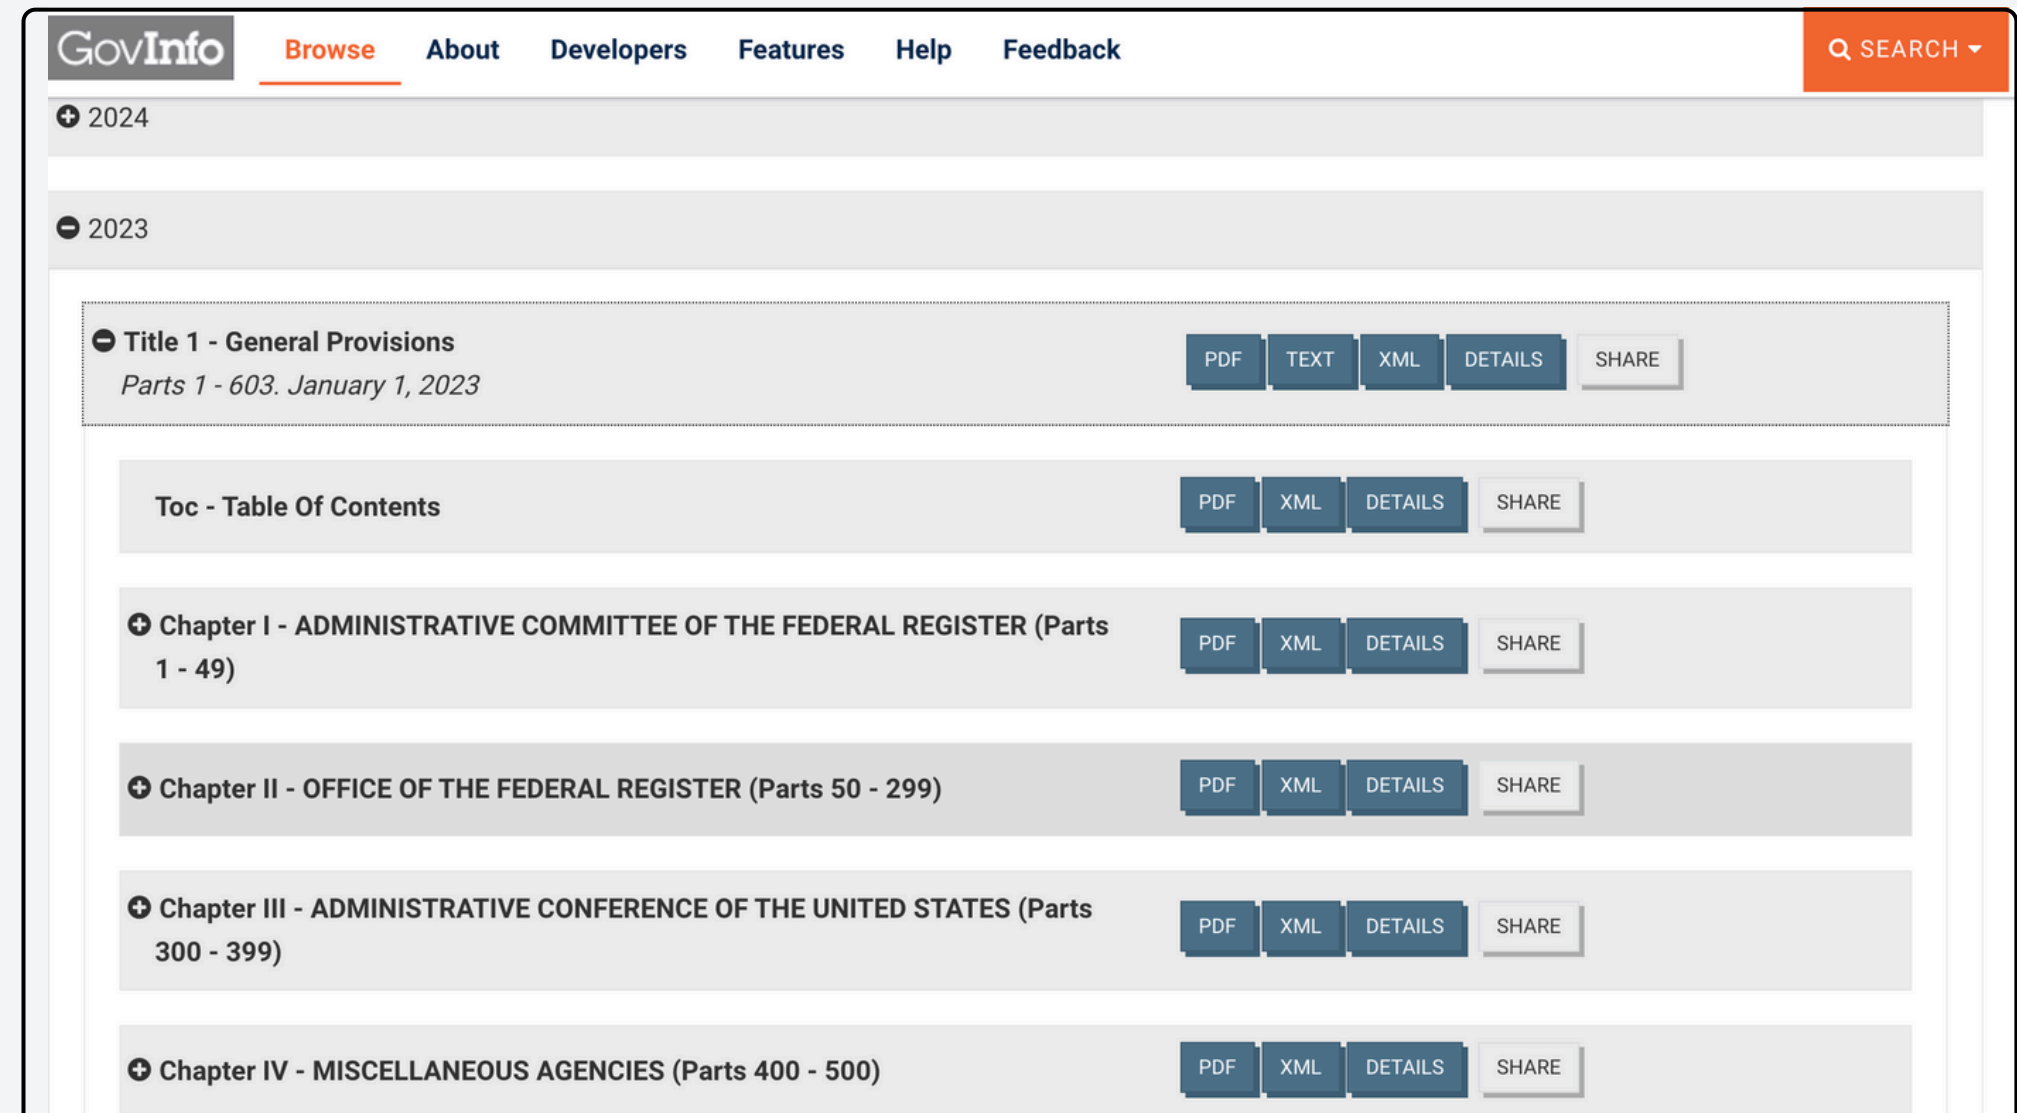 GovInfo Browse About Developers Features Help Feedback SEARCH
2024
2023
Title 1 - General Provisions
Parts 1 - 603. January 1, 2023
PDF TEXT XML DETAILS SHARE
Toc - Table Of Contents
PDF XML DETAILS SHARE
Chapter I - ADMINISTRATIVE COMMITTEE OF THE FEDERAL REGISTER (Parts
1 - 49)
PDF XML DETAILS SHARE
Chapter II - OFFICE OF THE FEDERAL REGISTER (Parts 50 - 299)
PDF XML DETAILS SHARE
Chapter III - ADMINISTRATIVE CONFERENCE OF THE UNITED STATES (Parts
300 - 399)
PDF XML DETAILS SHARE
Chapter IV - MISCELLANEOUS AGENCIES (Parts 400 - 500)
PDF XML DETAILS SHARE